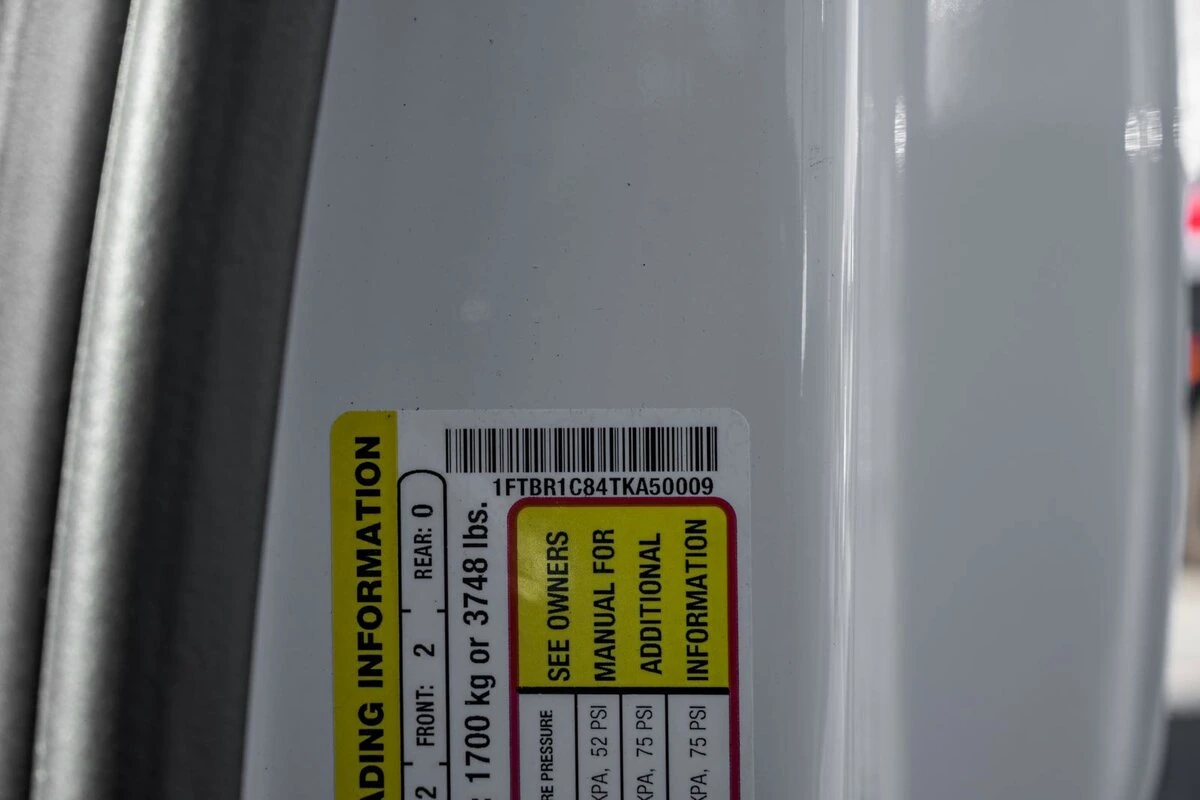 1FTBR1C84TKA50009
ADING INFORMATION
2 FRONT: 2 REAR: 0
1700 kg or 3748 lbs.
SEE OWNERS
MANUAL FOR
ADDITIONAL
INFORMATION
RE PRESSURE
KPA, 52 PSI
KPA, 75 PSI
KPA, 75 PSI